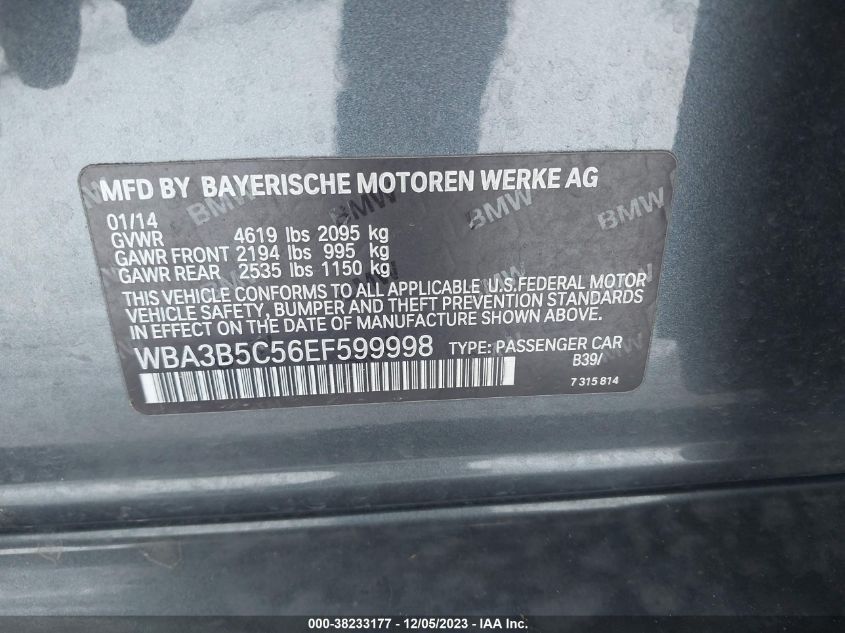 MFD BY BAYERISCHE MOTOREN WERKE AG
01/14
GVWR 4619 lbs 2095 kg
GAWR FRONT 2194 lbs 995 kg
GAWR REAR 2535 lbs 1150 kg
THIS VEHICLE CONFORMS TO ALL APPLICABLE U.S.FEDERAL MOTOR
VEHICLE SAFETY, BUMPER AND THEFT PREVENTION STANDARDS
IN EFFECT ON THE DATE OF MANUFACTURE SHOWN ABOVE.
WBA3B5C56EF599998 TYPE: PASSENGER CAR
B39/
7 315 814
BMW BMW BMW
000-38233177 - 12/05/2023 - IAA Inc.